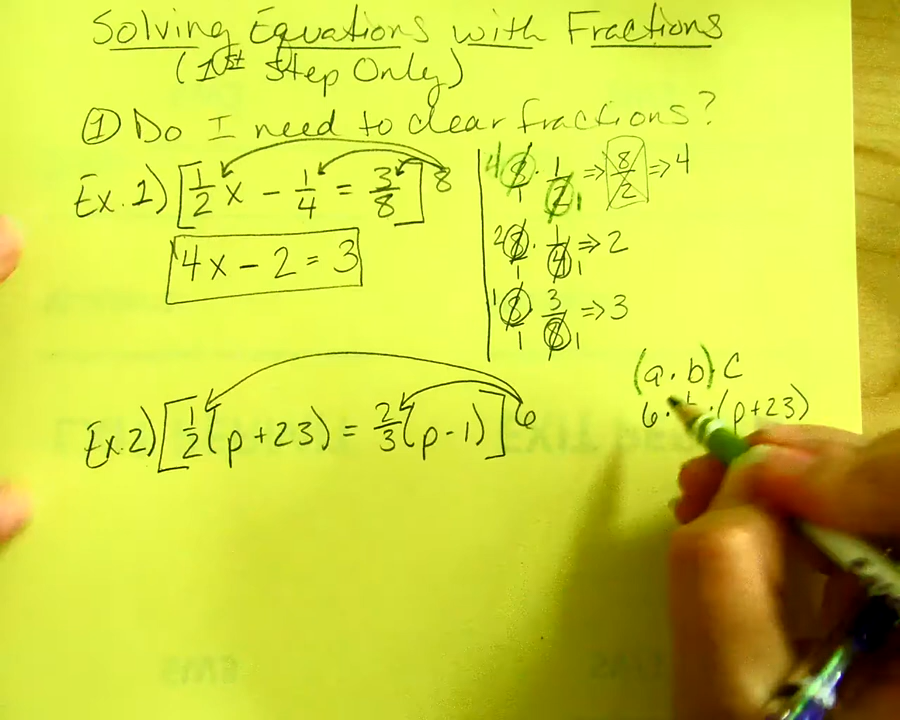 Solving Equations with Fractions
(1st Step Only)
① Do I need to clear fractions?
Ex. 1) [1/2 x - 1/4 = 3/8] 8
4x - 2 = 3
4 8/1 · 1/2 1 => 8/2 => 4
2 8/1 · 1/4 1 => 2
1 8/1 · 3/8 1 => 3
Ex. 2) [1/2 (p + 23) = 2/3 (p - 1)] 6
(a · b) · c
6 · · (p + 23)